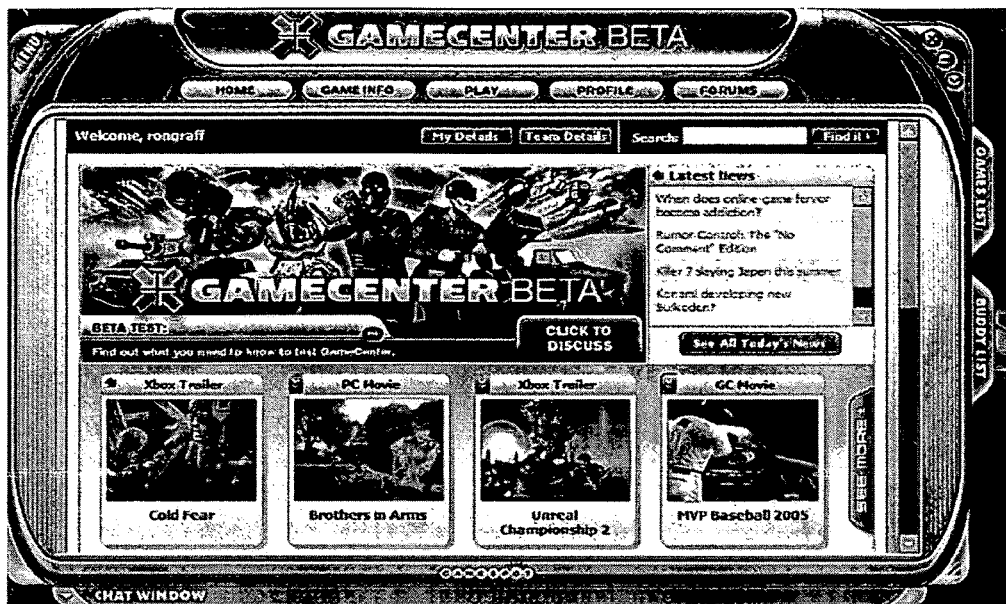 GAMECENTER BETA
MENU
HOME
GAME INFO
PLAY
PROFILE
FORUMS
Welcome, rongraff
My Details
Team Details
Search:
Find it
Latest News
When does online game fervor
become addiction?
Rumor Control: The "No
Comment" Edition
Killer 7 slaying Japan this summer
Konami developing new
Suikoden?
See All Today's News
GAMECENTER BETA
BETA TEST:
Find out what you need to know to test GameCenter.
CLICK TO
DISCUSS
GAMES LIST
BUDDY LIST
Xbox Trailer
PC Movie
Xbox Trailer
GC Movie
SEE MORE
Cold Fear
Brothers in Arms
Unreal
Championship 2
MVP Baseball 2005
GAMESPOT
CHAT WINDOW